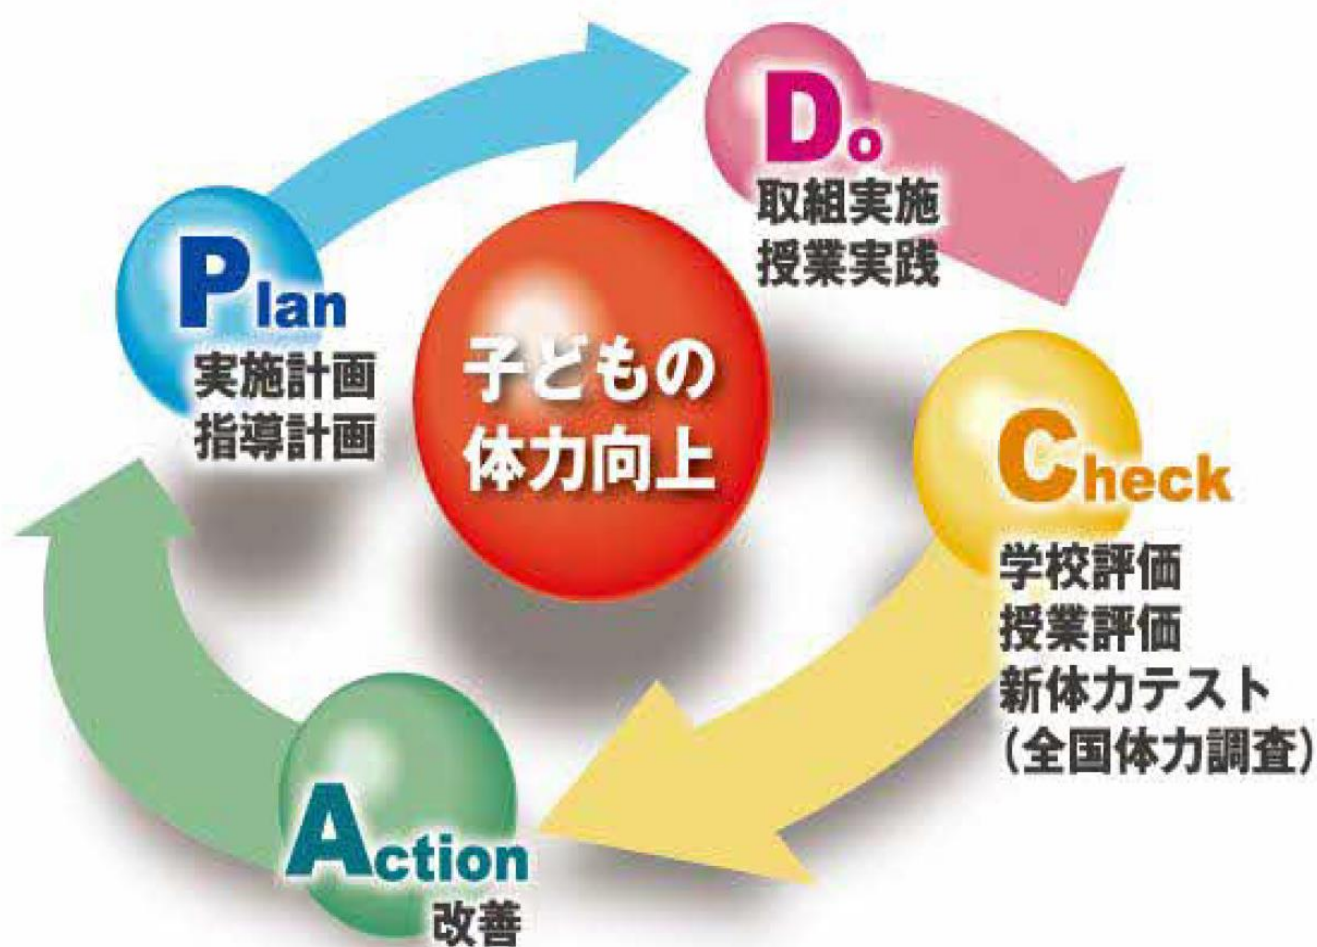 Plan
実施計画
指導計画
Do
取組実施
授業実践
子どもの
体力向上
Check
学校評価
授業評価
新体力テスト
(全国体力調査)
Action
改善